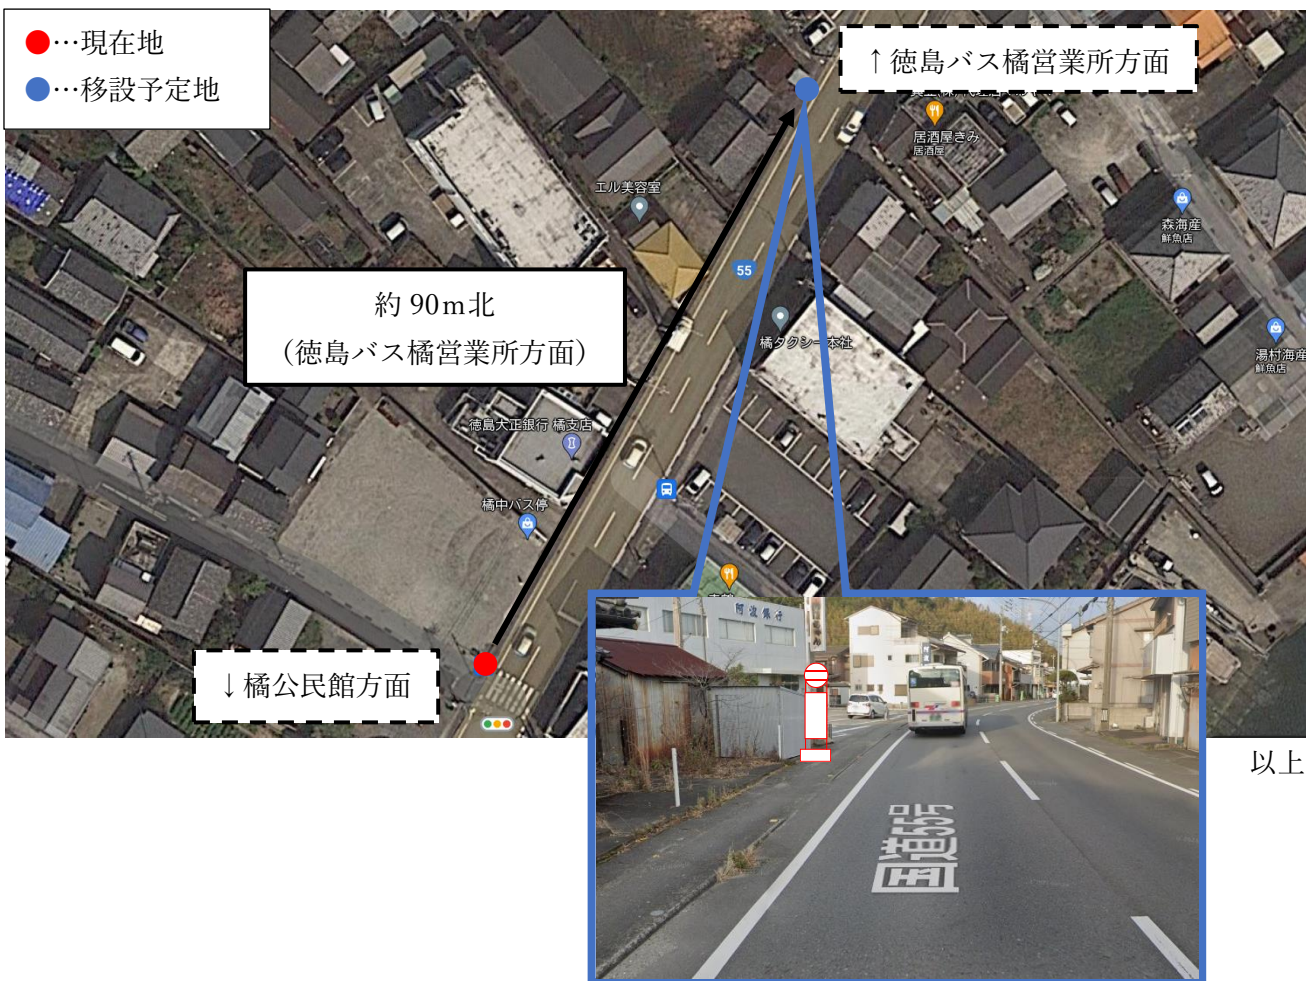 ●…現在地
●…移設予定地
↑徳島バス橘営業所方面
居酒屋きみ
居酒屋
エル美容室
森海産
鮮魚店
55
約90m北
(徳島バス橘営業所方面)
橘タクシー本社
湯村海産
鮮魚店
徳島大正銀行 橘支店
橘中バス停
↓橘公民館方面
阿波銀行
国道55号
以上